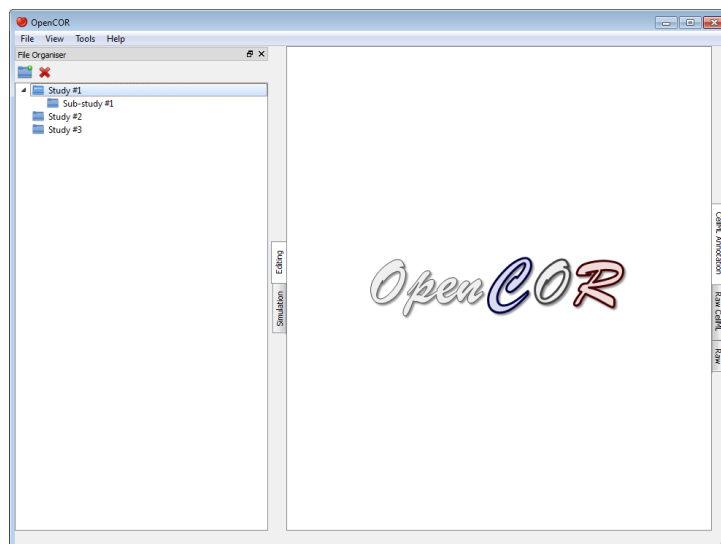 OpenCOR
File View Tools Help
File Organiser
Study #1
Sub-study #1
Study #2
Study #3
Editing
Simulation
OpenCOR
CellML Annotation
Raw CellML
Raw